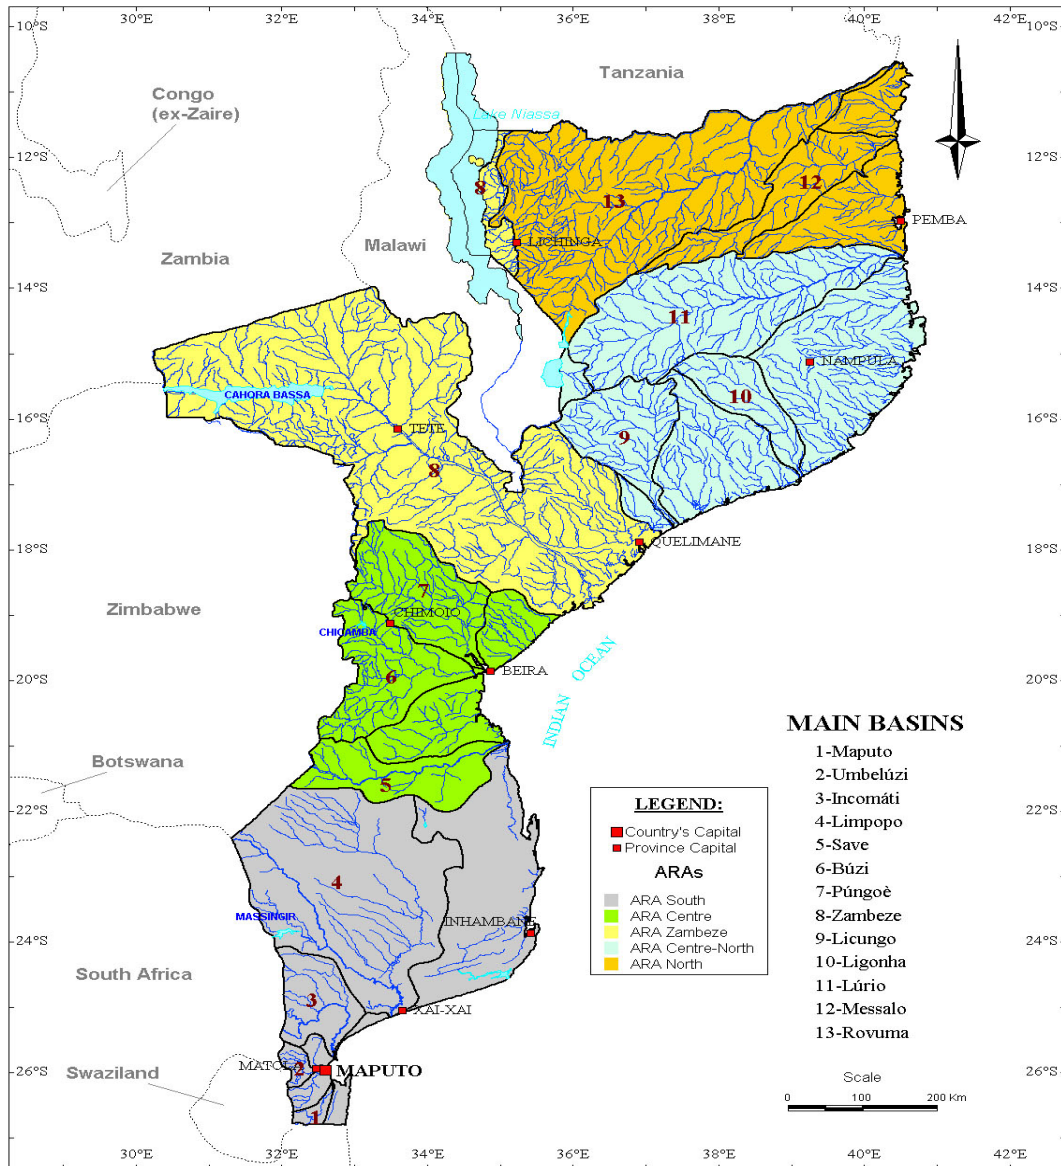 30°E 32°E 34°E 36°E 38°E 40°E 42°E
10°S 10°S
Tanzania
Congo
(ex-Zaire)
Lake Niassa
12°S 12°S
8 13 12
PEMBA
Malawi LICHINGA
Zambia
14°S 14°S
11
NAMPULA
CAHORA BASSA 10
16°S 16°S
TETE 9
8
QUELIMANE
18°S 18°S
7
Zimbabwe CHIMOIO
CHICAMBA
BEIRA
6
20°S 20°S
INDIAN OCEAN
Botswana
5
22°S 22°S
4
MASSINGIR INHAMBANE
24°S 24°S
South Africa
3
XAI-XAI
MATOLA 2 MAPUTO
26°S 26°S
Swaziland
1
LEGEND:
Country's Capital
Province Capital
ARAs
ARA South
ARA Centre
ARA Zambeze
ARA Centre-North
ARA North
MAIN BASINS
1-Maputo
2-Umbelúzi
3-Incomáti
4-Limpopo
5-Save
6-Búzi
7-Púngoè
8-Zambeze
9-Licungo
10-Ligonha
11-Lúrio
12-Messalo
13-Rovuma
Scale
0 100 200 Km
30°E 32°E 34°E 36°E 38°E 40°E 42°E